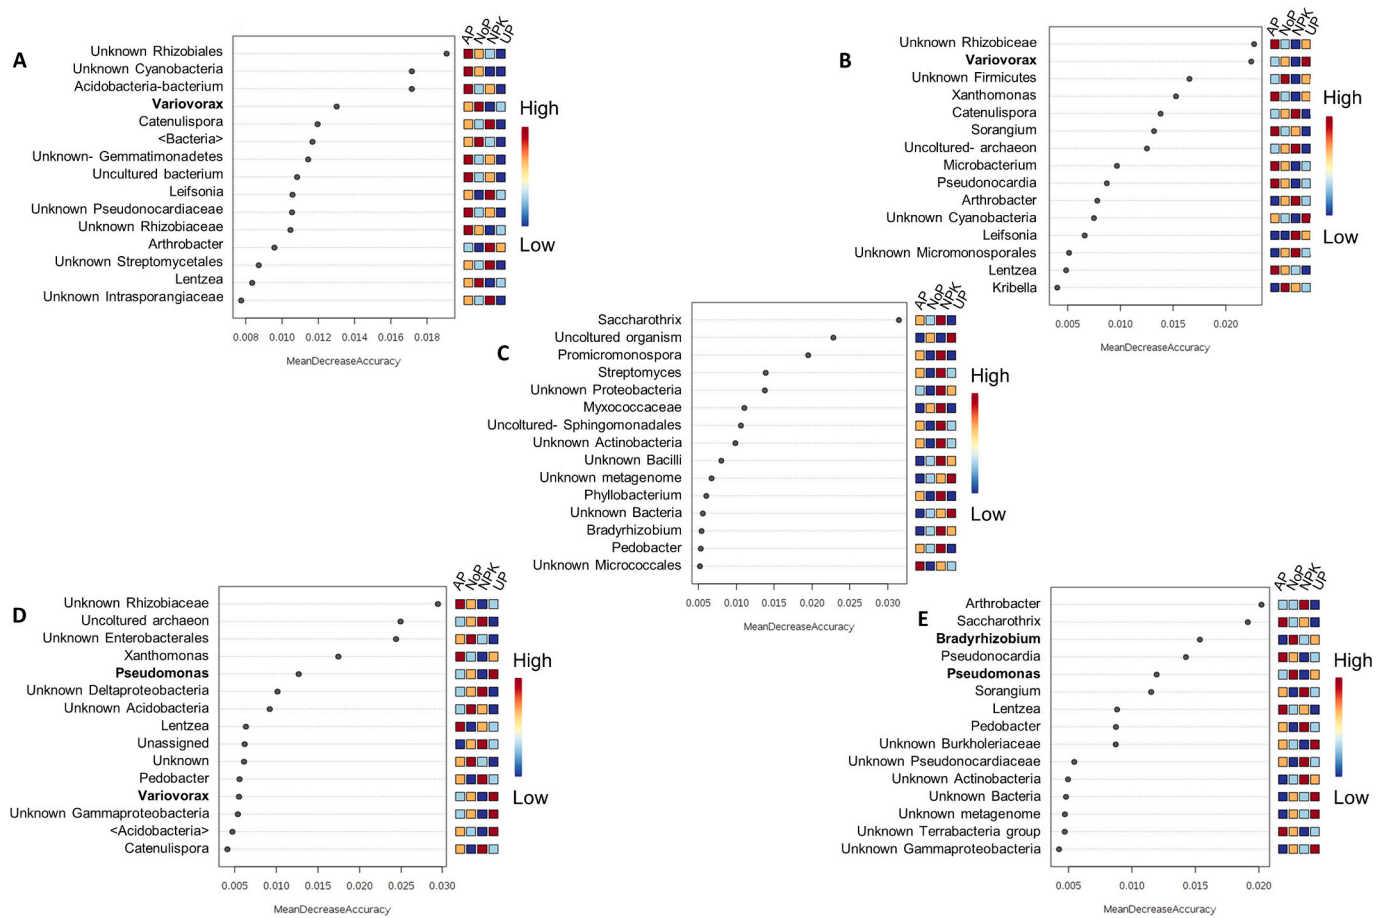 A
AP NoP NPK UP
Unknown Rhizobiales
Unknown Cyanobacteria
Acidobacteria-bacterium
Variovorax
Catenulispora
<Bacteria>
Unknown- Gemmatimonadetes
Uncultured bacterium
Leifsonia
Unknown Pseudonocardiaceae
Unknown Rhizobiaceae
Arthrobacter
Unknown Streptomycetales
Lentzea
Unknown Intrasporangiaceae
0.008 0.010 0.012 0.014 0.016 0.018
MeanDecreaseAccuracy
High
Low
B
AP NoP NPK UP
Unknown Rhizobiceae
Variovorax
Unknown Firmicutes
Xanthomonas
Catenulispora
Sorangium
Uncoltured- archaeon
Microbacterium
Pseudonocardia
Arthrobacter
Unknown Cyanobacteria
Leifsonia
Unknown Micromonosporales
Lentzea
Kribella
0.005 0.010 0.015 0.020
MeanDecreaseAccuracy
High
Low
C
AP NoP NPK UP
Saccharothrix
Uncoltured organism
Promicromonospora
Streptomyces
Unknown Proteobacteria
Myxococcaceae
Uncoltured- Sphingomonadales
Unknown Actinobacteria
Unknown Bacilli
Unknown metagenome
Phyllobacterium
Unknown Bacteria
Bradyrhizobium
Pedobacter
Unknown Micrococcales
0.005 0.010 0.015 0.020 0.025 0.030
MeanDecreaseAccuracy
High
Low
D
AP NoP NPK UP
Unknown Rhizobiaceae
Uncoltured archaeon
Unknown Enterobacterales
Xanthomonas
Pseudomonas
Unknown Deltaproteobacteria
Unknown Acidobacteria
Lentzea
Unassigned
Unknown
Pedobacter
Variovorax
Unknown Gammaproteobacteria
<Acidobacteria>
Catenulispora
0.005 0.010 0.015 0.020 0.025 0.030
MeanDecreaseAccuracy
High
Low
E
AP NoP NPK UP
Arthrobacter
Saccharothrix
Bradyrhizobium
Pseudonocardia
Pseudomonas
Sorangium
Lentzea
Pedobacter
Unknown Burkholeriaceae
Unknown Pseudonocardiaceae
Unknown Actinobacteria
Unknown Bacteria
Unknown metagenome
Unknown Terrabacteria group
Unknown Gammaproteobacteria
0.005 0.010 0.015 0.020
MeanDecreaseAccuracy
High
Low